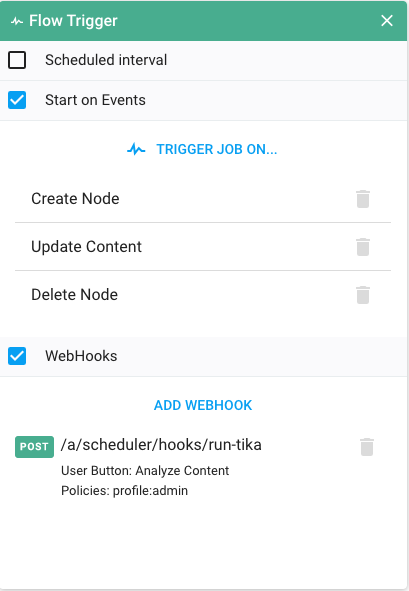 Flow Trigger
Scheduled interval
Start on Events
TRIGGER JOB ON...
Create Node
Update Content
Delete Node
WebHooks
ADD WEBHOOK
POST /a/scheduler/hooks/run-tika
User Button: Analyze Content
Policies: profile:admin